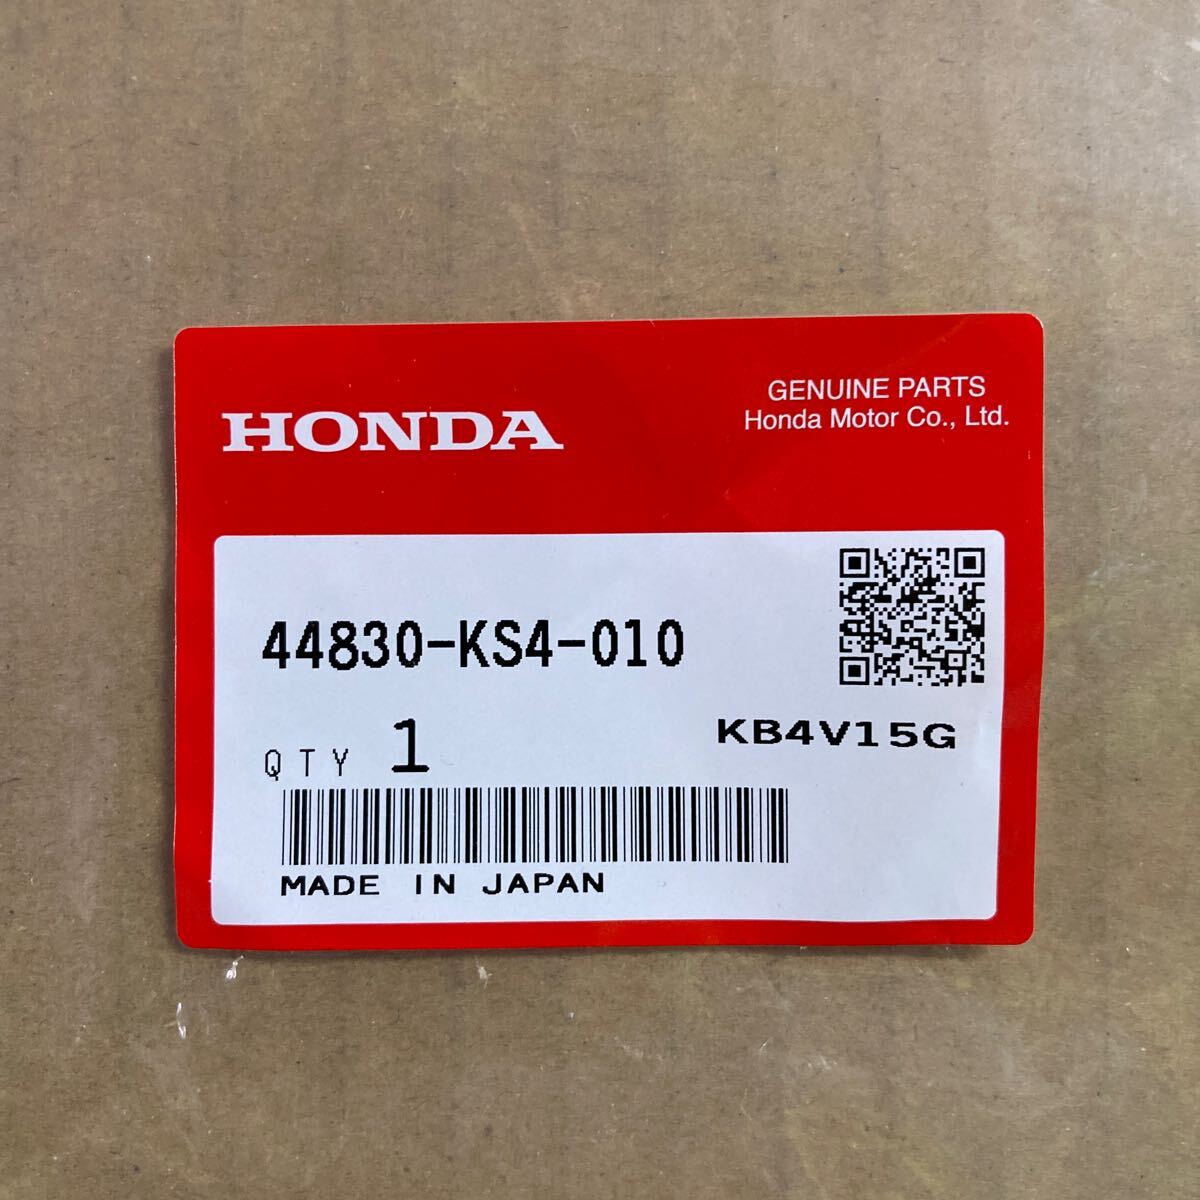 HONDA
GENUINE PARTS
Honda Motor Co., Ltd.
44830-KS4-010
QTY 1
KB4V15G
MADE IN JAPAN